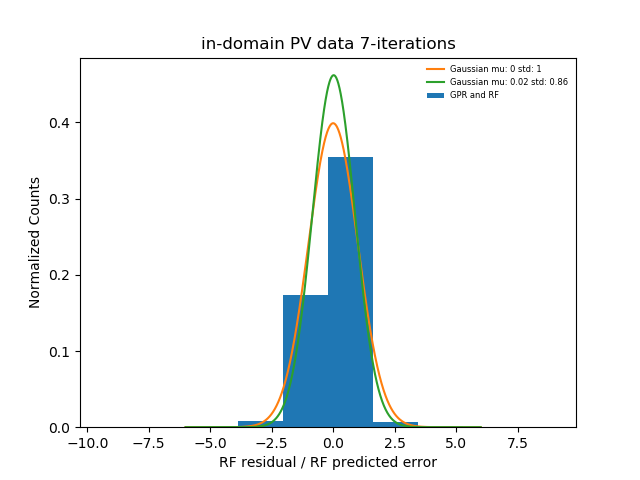 in-domain PV data 7-iterations
Gaussian mu: 0 std: 1
Gaussian mu: 0.02 std: 0.86
GPR and RF
Normalized Counts
0.4
0.3
0.2
0.1
0.0
−10.0 −7.5 −5.0 −2.5 0.0 2.5 5.0 7.5
RF residual / RF predicted error